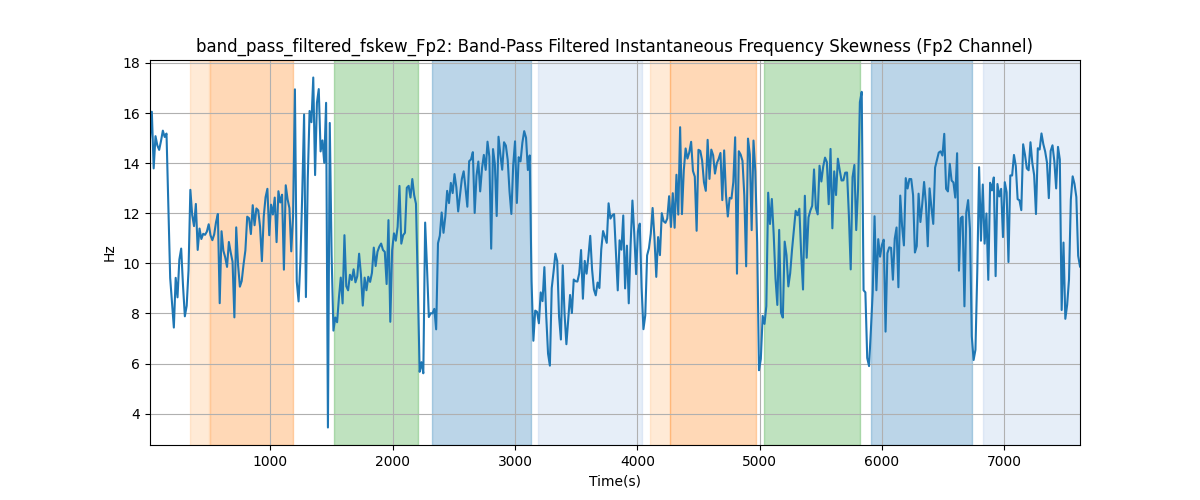 band_pass_filtered_fskew_Fp2: Band-Pass Filtered Instantaneous Frequency Skewness (Fp2 Channel)
18
16
14
12
10
8
6
4
Hz
1000 2000 3000 4000 5000 6000 7000
Time(s)